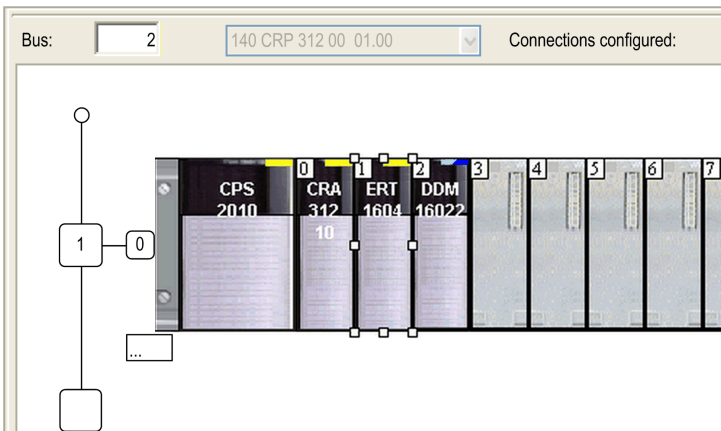 Bus: 2 140 CRP 312 00 01.00 Connections configured:
0 1 2 3 4 5 6 7
CPS 2010
CRA 312 10
ERT 1604
DDM 16022
1 0
...